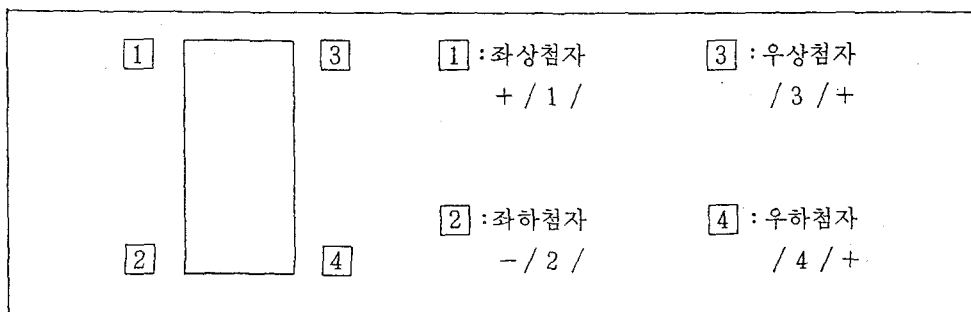 1 3 1 : 좌상첨자 3 : 우상첨자
+ / 1 / / 3 / +
2 : 좌하첨자 4 : 우하첨자
2 4 - / 2 / / 4 / +